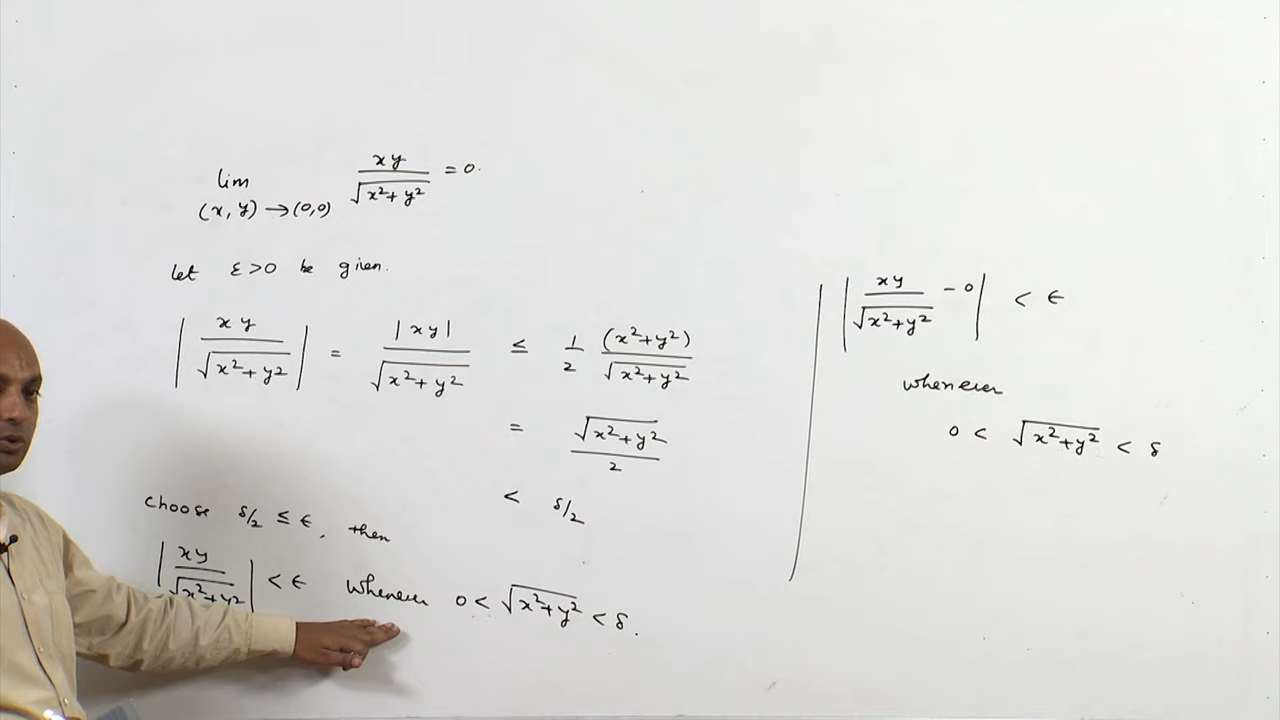 lim (x, y) → (0,0) xy / √(x² + y²) = 0.
Let ε > 0 be given.
| xy / √(x² + y²) | = |xy| / √(x² + y²) ≤ 1/2 (x² + y²) / √(x² + y²)
= √(x² + y²) / 2
< δ/2
choose δ/2 ≤ ϵ, then
| xy / √(x² + y²) | < ϵ whenever 0 < √(x² + y²) < δ.
| xy / √(x² + y²) - 0 | < ϵ
whenever
0 < √(x² + y²) < δ